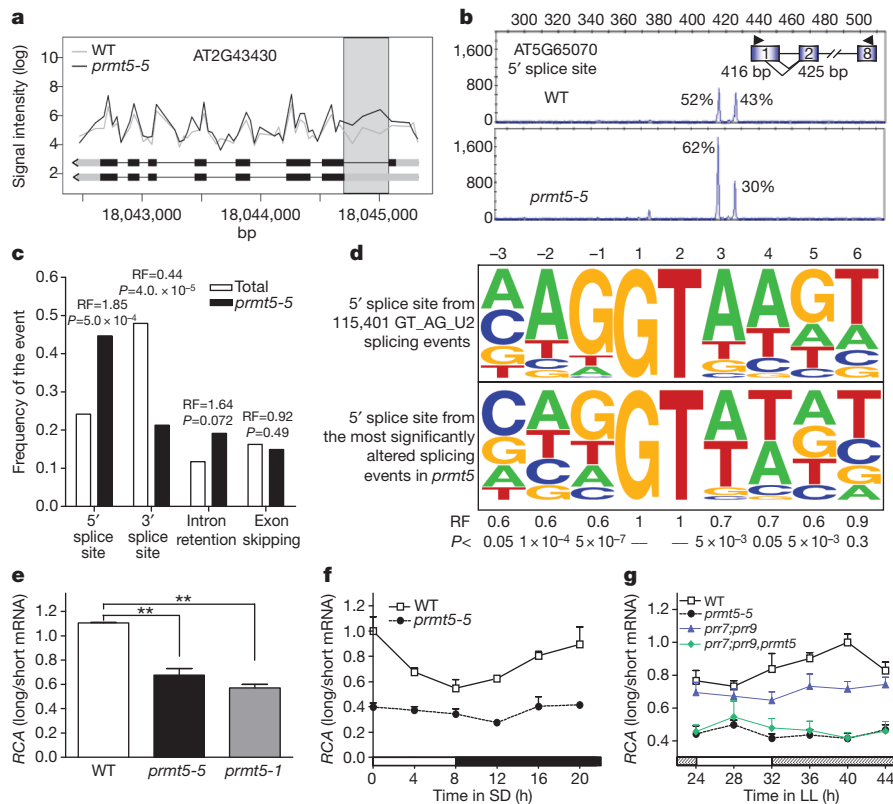 a
WT
prmt5-5
AT2G43430
Signal intensity (log)
10
8
6
4
2
18,043,000 18,044,000 18,045,000
bp
b
300 320 340 360 380 400 420 440 460 480 500
1,600
800
0
AT5G65070
5′ splice site
WT
1 2 8
416 bp 425 bp
52% 43%
1,600
800
0
prmt5-5
62%
30%
c
Frequency of the event
0.6
0.5
0.4
0.3
0.2
0.1
0.0
Total
prmt5-5
RF=1.85
P=5.0 × 10⁻⁴
RF=0.44
P=4.0. × 10⁻⁵
RF=1.64
P=0.072
RF=0.92
P=0.49
5′ splice site
3′ splice site
Intron retention
Exon skipping
d
–3 –2 –1 1 2 3 4 5 6
5′ splice site from
115,401 GT_AG_U2
splicing events
A A G G T A A G T
C T T T T A A
G C A G C T C
T G G C G C G
5′ splice site from
the most significantly
altered splicing
events in prmt5
C A G G T A T A T
A T T T A T C
G C A G C G G
T G C C G C A
RF 0.6 0.6 0.6 1 1 0.7 0.7 0.6 0.9
P< 0.05 1 × 10⁻⁴ 5 × 10⁻⁷ — — 5 × 10⁻³ 0.05 5 × 10⁻³ 0.3
e
RCA (long/short mRNA)
1.5
1.0
0.5
0.0
**
**
WT prmt5-5 prmt5-1
f
RCA (long/short mRNA)
1.2
1.0
0.8
0.6
0.4
0.2
0.0
WT
prmt5-5
0 4 8 12 16 20
Time in SD (h)
g
RCA (long/short mRNA)
1.0
0.8
0.6
0.4
WT
prmt5-5
prr7;prr9
prr7;prr9,prmt5
24 28 32 36 40 44
Time in LL (h)